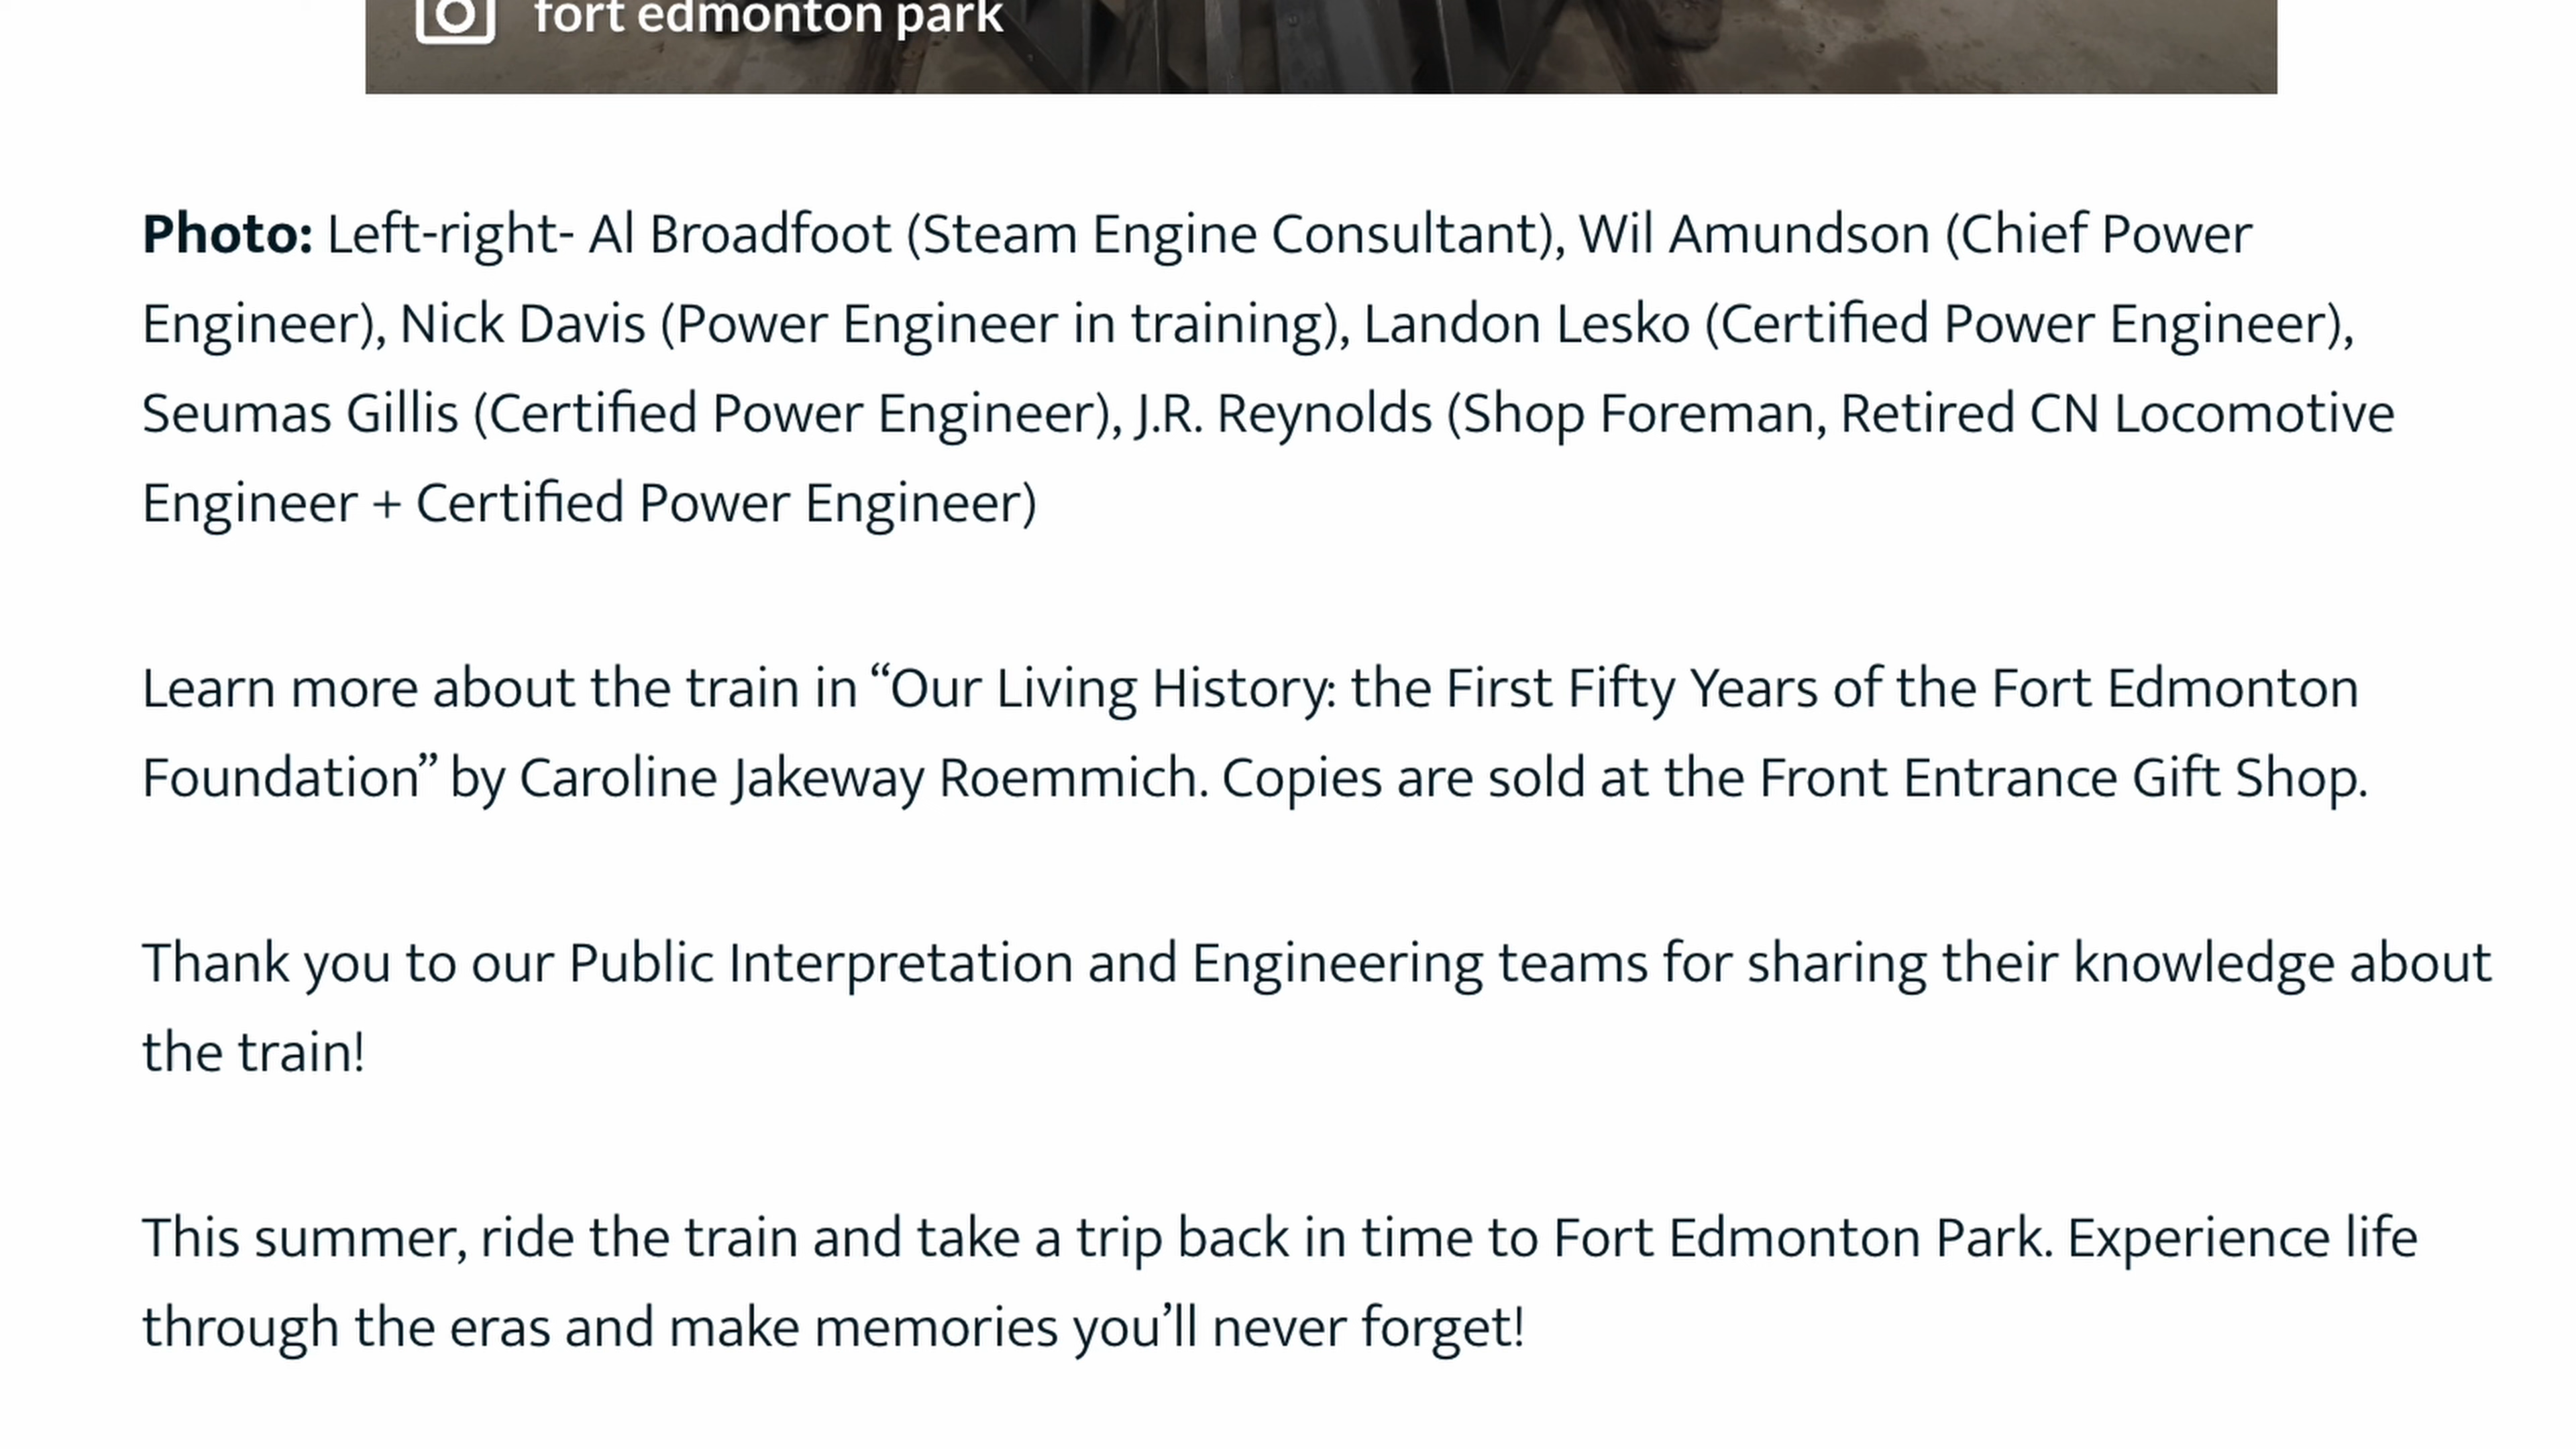 fort edmonton park
Photo: Left-right- Al Broadfoot (Steam Engine Consultant), Wil Amundson (Chief Power
Engineer), Nick Davis (Power Engineer in training), Landon Lesko (Certified Power Engineer),
Seumas Gillis (Certified Power Engineer), J.R. Reynolds (Shop Foreman, Retired CN Locomotive
Engineer + Certified Power Engineer)
Learn more about the train in “Our Living History: the First Fifty Years of the Fort Edmonton
Foundation” by Caroline Jakeway Roemmich. Copies are sold at the Front Entrance Gift Shop.
Thank you to our Public Interpretation and Engineering teams for sharing their knowledge about
the train!
This summer, ride the train and take a trip back in time to Fort Edmonton Park. Experience life
through the eras and make memories you’ll never forget!